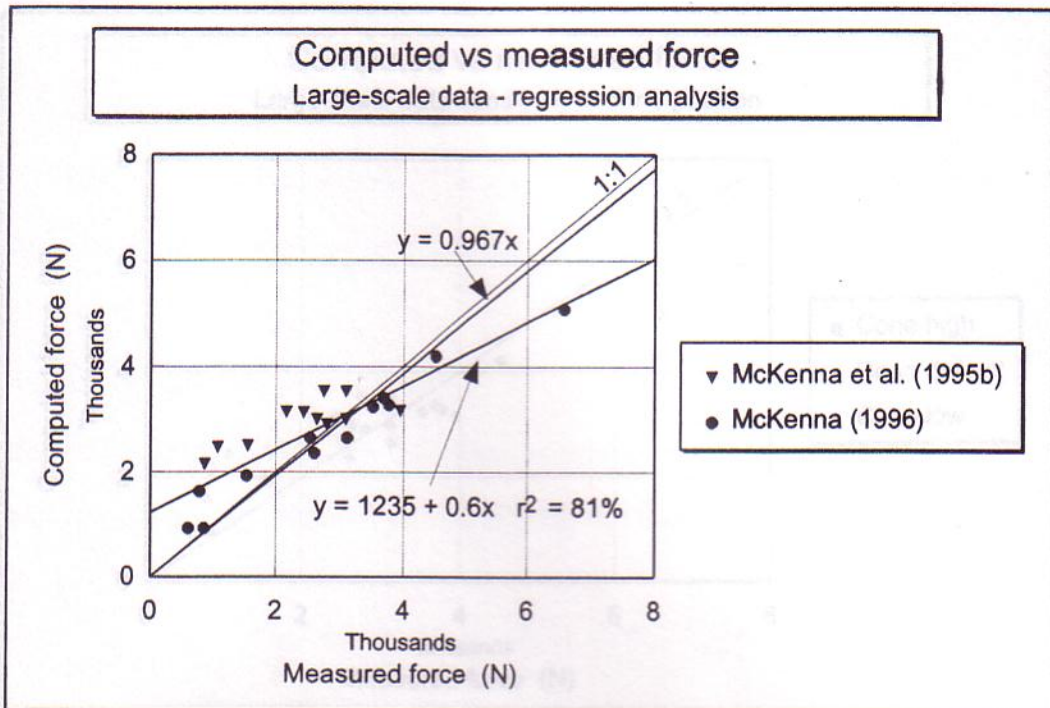 Computed vs measured force
Large-scale data - regression analysis
8
6
4
2
0
Computed force (N)
Thousands
1:1
y = 0.967x
y = 1235 + 0.6x r² = 81%
0 2 4 6 8
Thousands
Measured force (N)
McKenna et al. (1995b)
McKenna (1996)